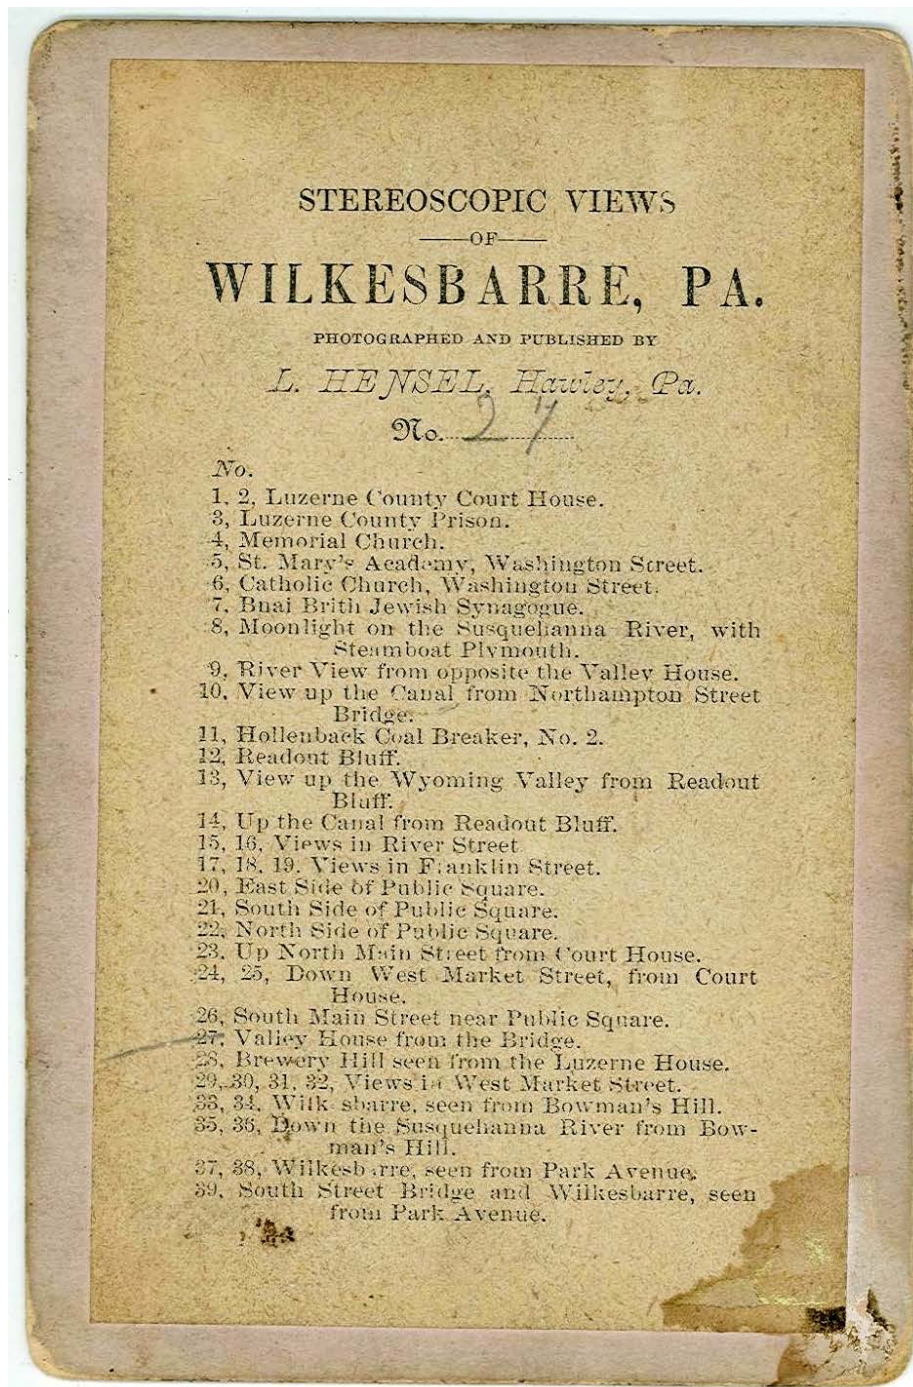 STEREOSCOPIC VIEWS
OF
WILKESBARRE, PA.
PHOTOGRAPHED AND PUBLISHED BY
L. HENSEL, Hawley, Pa.
No. 27
No.
1, 2, Luzerne County Court House.
3, Luzerne County Prison.
4, Memorial Church.
5, St. Mary's Academy, Washington Street.
6, Catholic Church, Washington Street.
7, Bnai Brith Jewish Synagogue.
8, Moonlight on the Susquehanna River, with
Steamboat Plymouth.
9, River View from opposite the Valley House.
10, View up the Canal from Northampton Street
Bridge.
11, Hollenback Coal Breaker, No. 2.
12, Readout Bluff.
13, View up the Wyoming Valley from Readout
Bluff.
14, Up the Canal from Readout Bluff.
15, 16, Views in River Street
17, 18, 19, Views in Franklin Street.
20, East Side of Public Square.
21, South Side of Public Square.
22, North Side of Public Square.
23, Up North Main Street from Court House.
24, 25, Down West Market Street, from Court
House.
26, South Main Street near Public Square.
27, Valley House from the Bridge.
28, Brewery Hill seen from the Luzerne House.
29, 30, 31, 32, Views in West Market Street.
33, 34, Wilkesbarre, seen from Bowman's Hill.
35, 36, Down the Susquehanna River from Bow-
man's Hill.
37, 38, Wilkesbarre, seen from Park Avenue.
39, South Street Bridge and Wilkesbarre, seen
from Park Avenue.